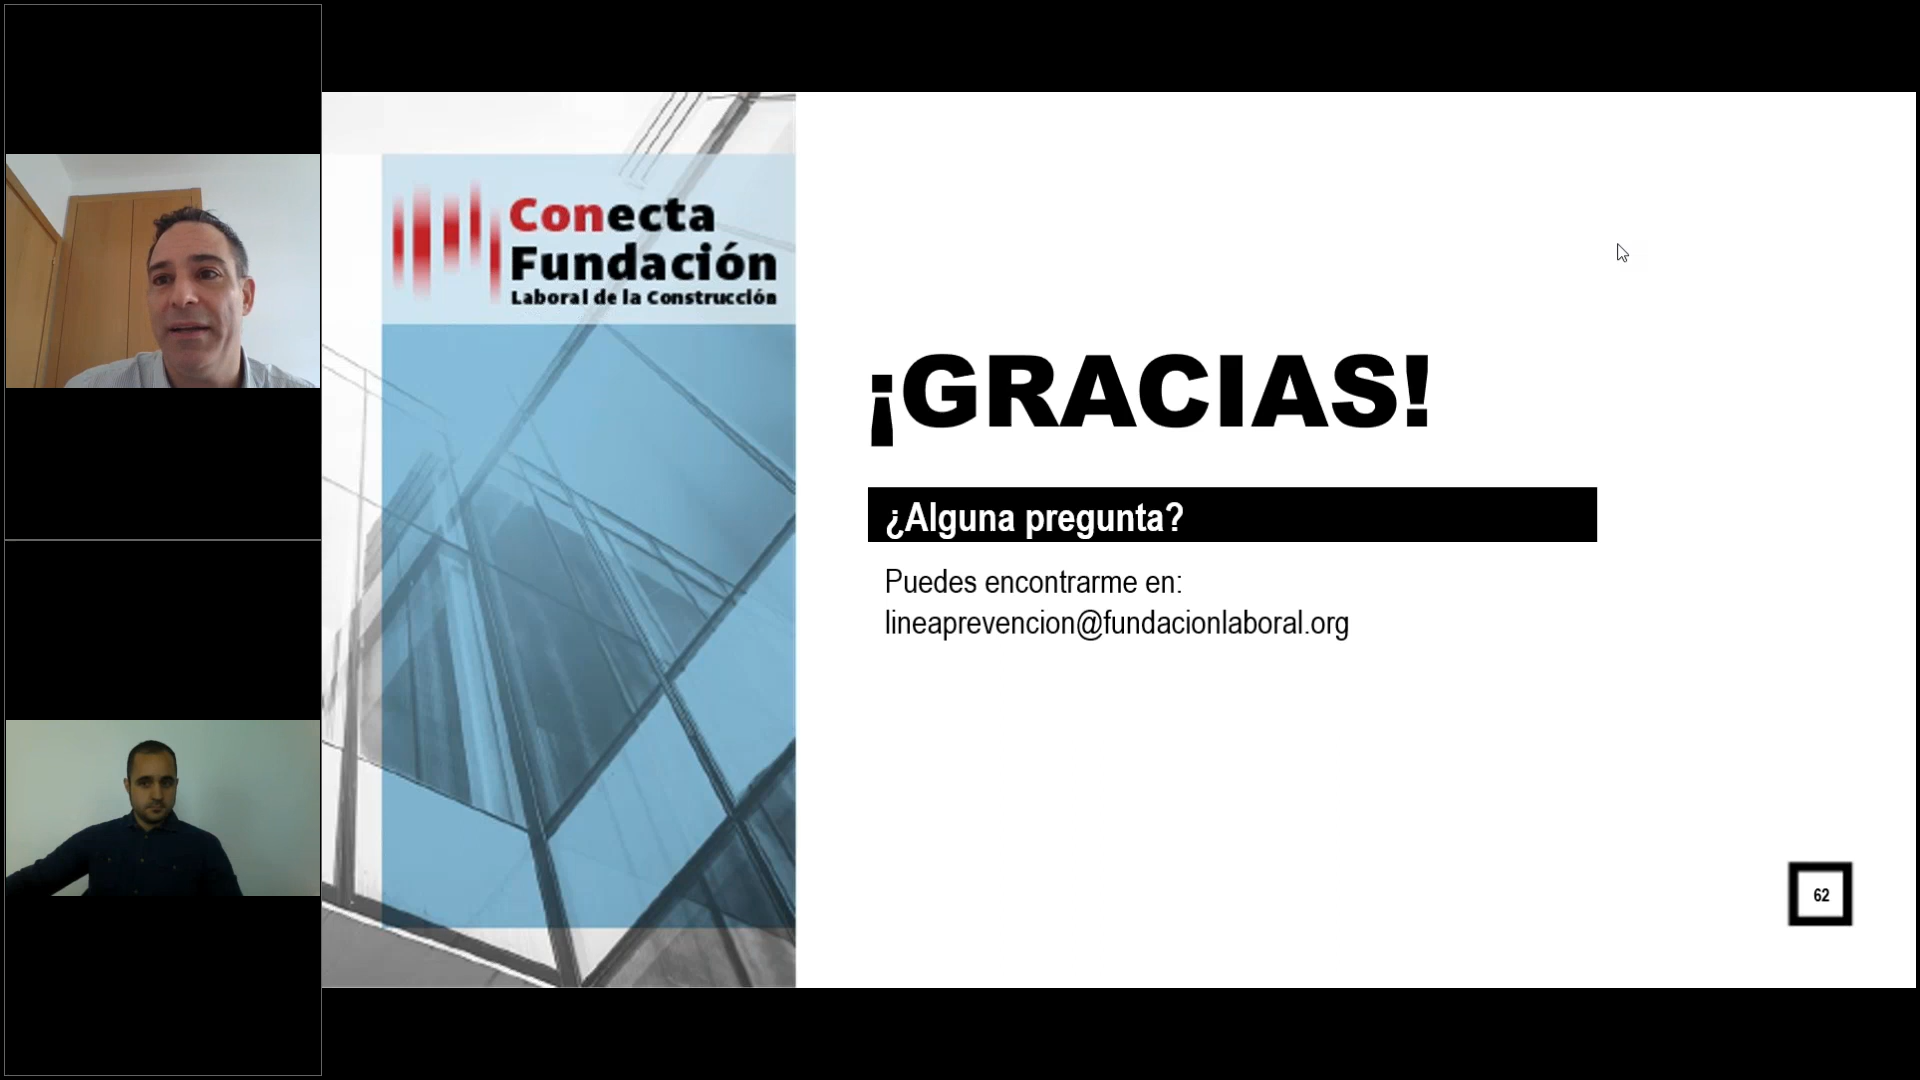 Conecta
Fundación
Laboral de la Construcción
¡GRACIAS!
¿Alguna pregunta?
Puedes encontrarme en:
lineaprevencion@fundacionlaboral.org
62